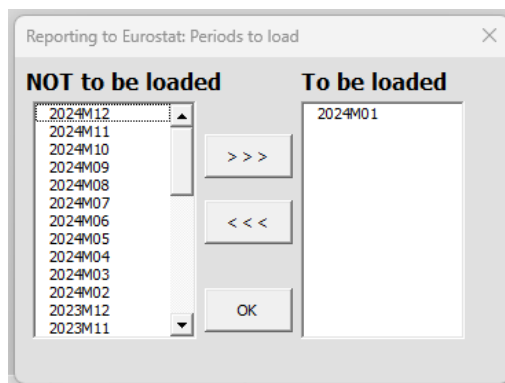 Reporting to Eurostat: Periods to load
NOT to be loaded
To be loaded
2024M12
2024M11
2024M10
2024M09
2024M08
2024M07
2024M06
2024M05
2024M04
2024M03
2024M02
2023M12
2023M11
> > >
< < <
OK
2024M01